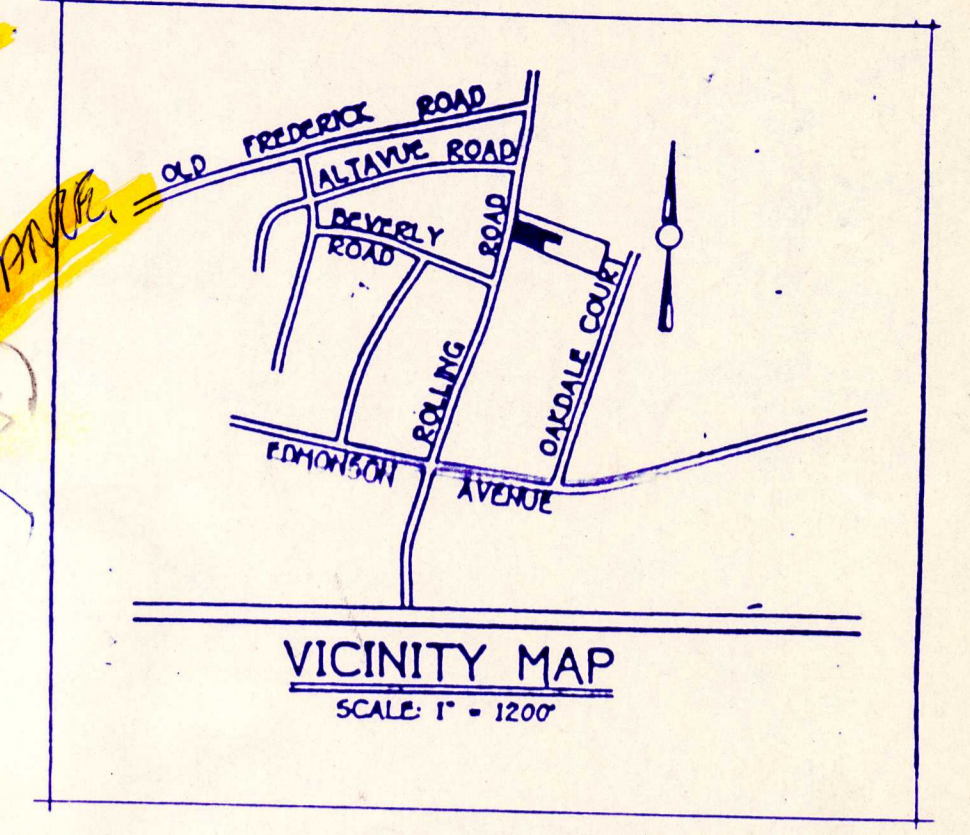 OLD FREDERICK ROAD
ALTAVUE ROAD
BEVERLY
ROAD
ROLLING ROAD
OAKDALE COURT
EDMONSON AVENUE
VICINITY MAP
SCALE: 1" = 1200'